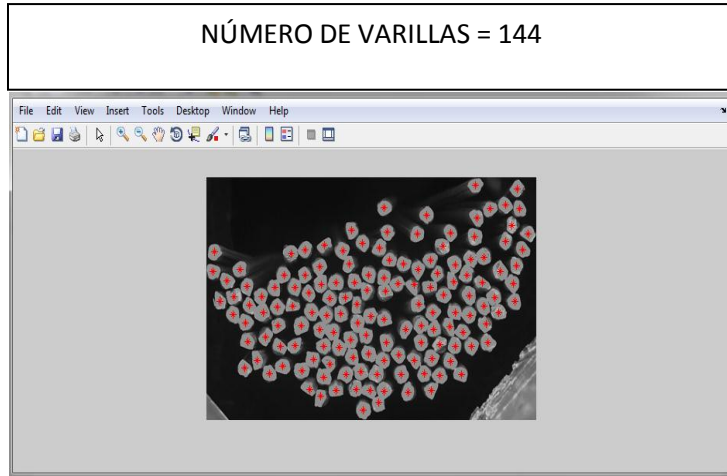 NÚMERO DE VARILLAS = 144
File Edit View Insert Tools Desktop Window Help